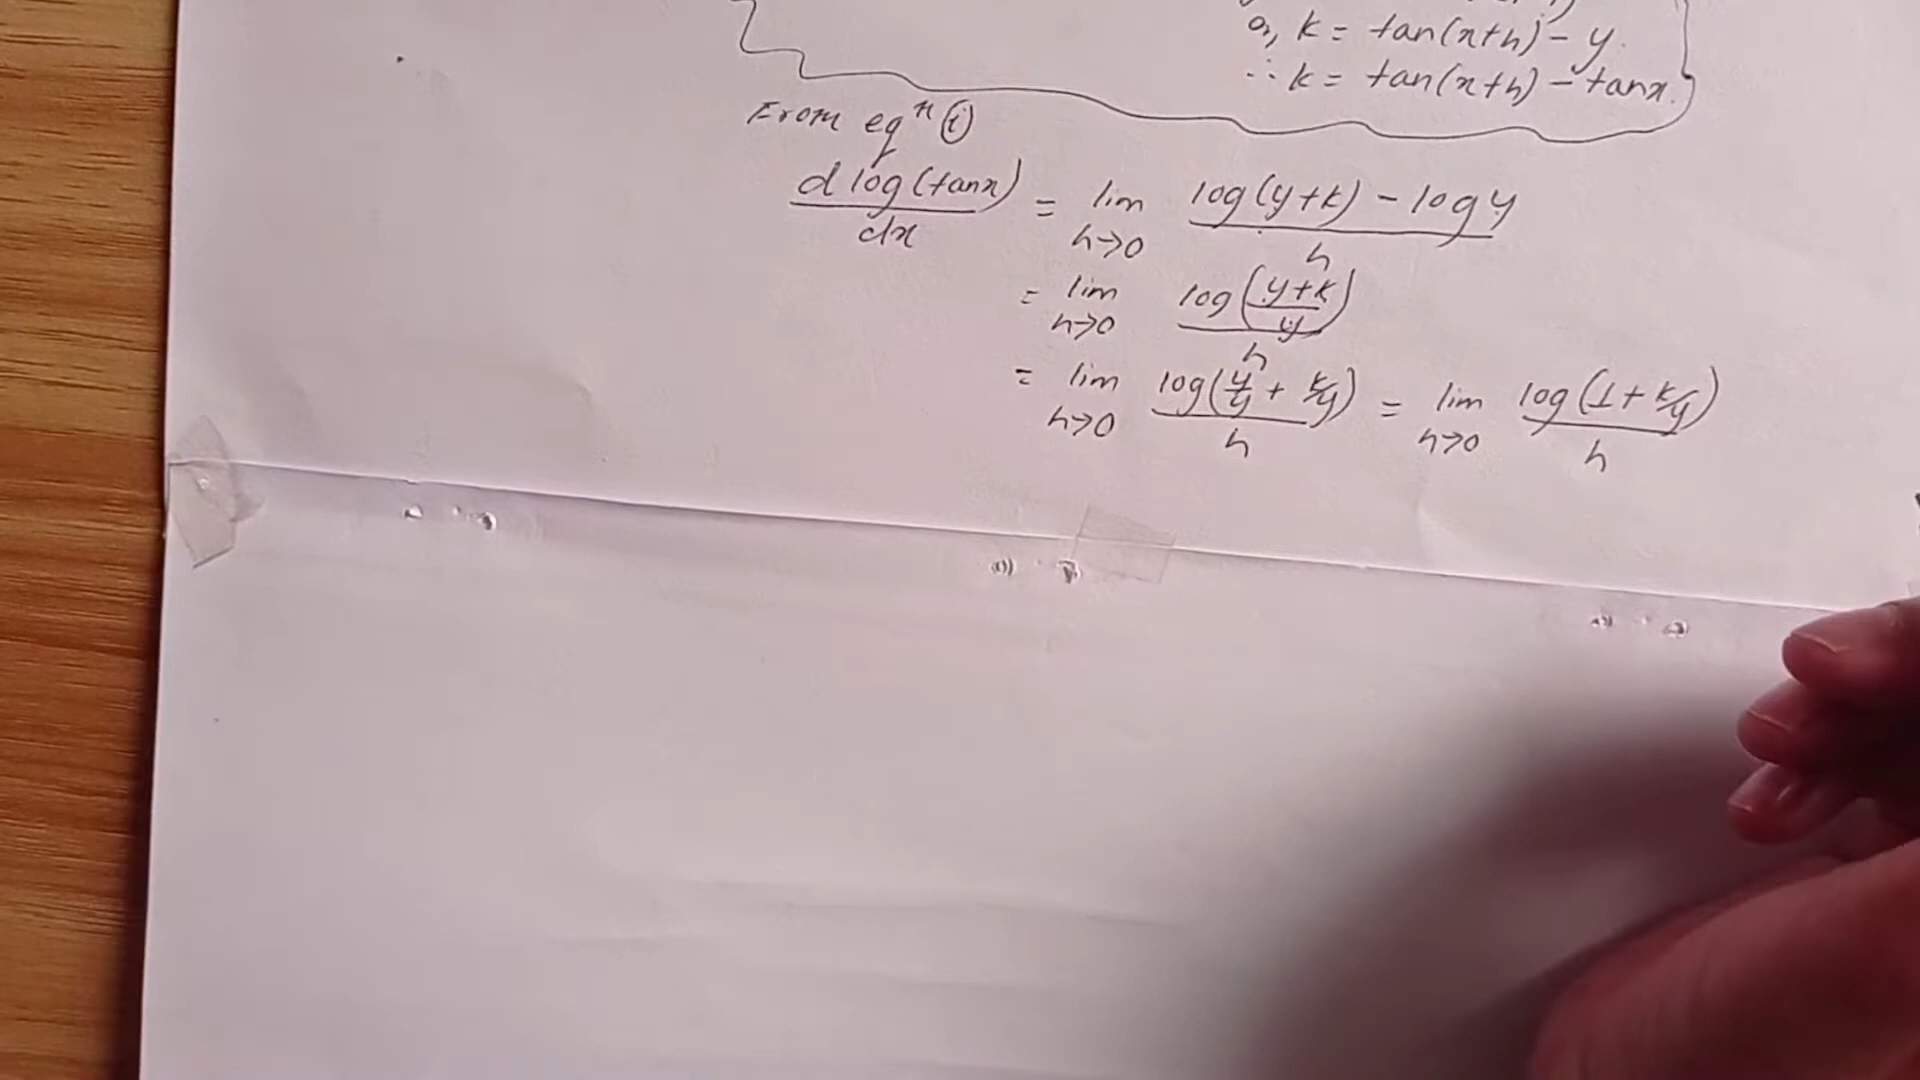 or, k = tan(x+h) - y.
∴ k = tan(x+h) - tanx.
From eqⁿ (i)
d log(tanx)/dx = lim h→0 log(y+k) - log y / h
= lim h→0 log((y+k)/y) / h
= lim h→0 log(y/y + k/y) / h = lim h→0 log(1 + k/y) / h